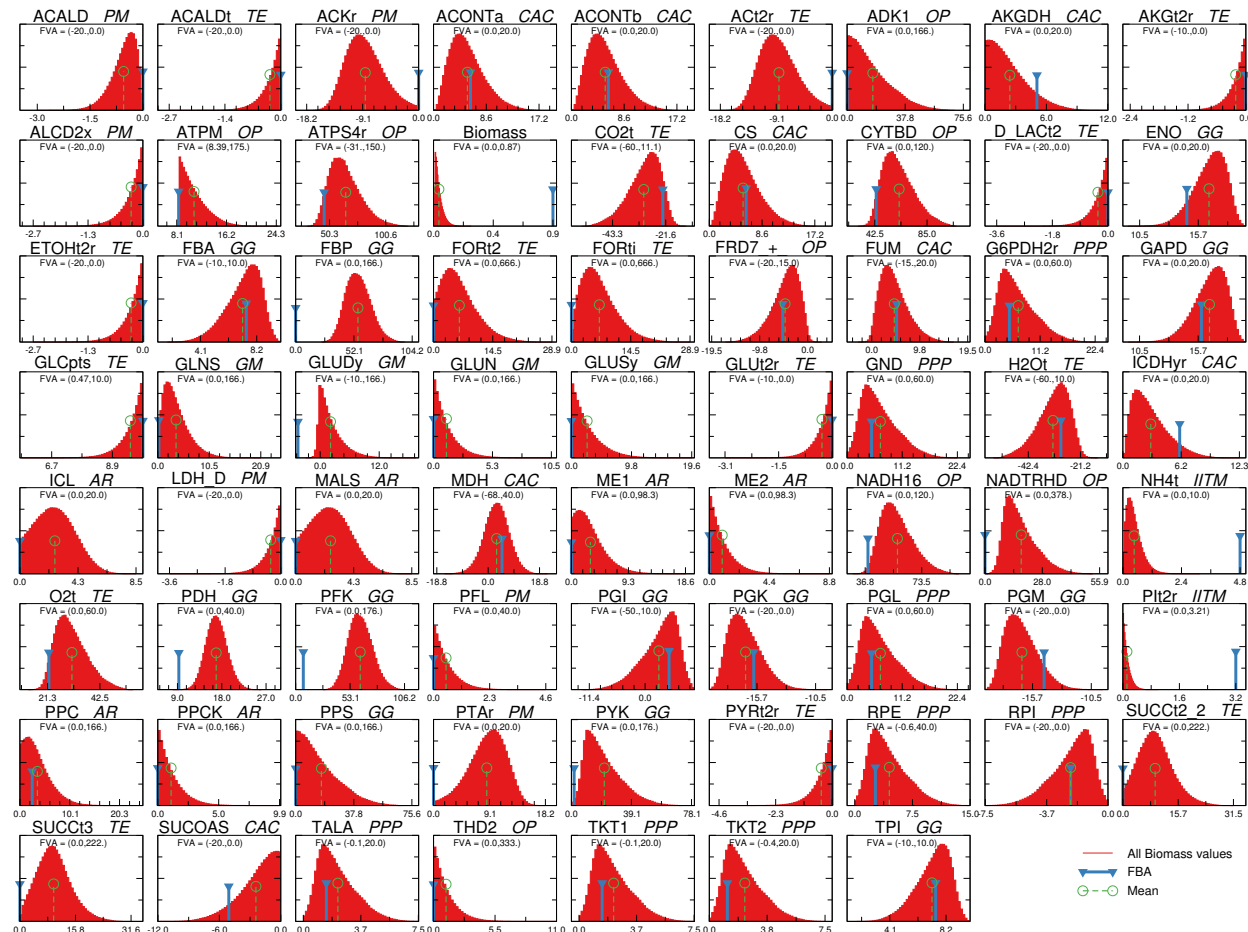 ACALD PM ACALDt TE ACKr PM ACONTa CAC ACONTb CAC ACt2r TE ADK1 OP AKGDH CAC AKGt2r TE
FVA = (-20.,0.0) FVA = (-20.,0.0) FVA = (-20.,0.0) FVA = (0.0,20.0) FVA = (0.0,20.0) FVA = (-20.,0.0) FVA = (0.0,166.) FVA = (0.0,20.0) FVA = (-10.,0.0)
-3.0 -1.5 0.0 -2.7 -1.3 0.0 -18.2 -9.1 0.0 0.0 8.6 17.2 0.0 8.6 17.2 -18.2 -9.1 0.0 0.0 37.8 75.6 0.0 6.0 12.0 -2.4 -1.2 0.0
ALCD2x PM ATPM OP ATPS4r OP Biomass CO2t TE CS CAC CYTBD OP D_LACt2 TE ENO GG
FVA = (-20.,0.0) FVA = (8.39,175.) FVA = (-31.,150.) FVA = (0.0,0.87) FVA = (-60.,11.1) FVA = (0.0,20.0) FVA = (0.0,120.) FVA = (-20.,0.0) FVA = (0.0,20.0)
-2.7 -1.3 0.0 8.1 16.2 24.3 50.3 100.6 0.0 0.4 0.9 -43.3 -21.6 0.0 8.6 17.2 42.5 85.0 -2.7 -1.3 0.0 10.5 15.7
ETOHt2r TE FBA GG FBP GG FORt2 TE FORti TE FRD7_+ OP FUM CAC G6PDH2r PPP GAPD GG
FVA = (-20.,0.0) FVA = (-10.,10.0) FVA = (0.0,166.) FVA = (0.0,666.) FVA = (0.0,666.) FVA = (-20.,15.0) FVA = (-15.,20.0) FVA = (0.0,60.0) FVA = (0.0,20.0)
-2.7 -1.3 0.0 4.1 8.2 0.0 52.1 104.2 0.0 14.5 28.9 0.0 14.5 28.9 -19.5 -9.8 0.0 0.0 9.8 19.5 0.0 11.2 22.4 10.5 15.7
GLCpts TE GLNS GM GLUDy GM GLUN GM GLUSy GM GLUt2r TE GND PPP H2Ot TE ICDHyr CAC
FVA = (0.47,10.0) FVA = (0.0,166.) FVA = (-10.,166.) FVA = (0.0,166.) FVA = (0.0,166.) FVA = (-10.,0.0) FVA = (0.0,60.0) FVA = (-60.,10.0) FVA = (0.0,20.0)
6.7 8.9 0.0 10.5 20.9 0.0 12.0 0.0 5.3 10.5 0.0 9.8 19.6 -3.1 -1.5 0.0 0.0 11.2 22.4 -42.4 -21.2 0.0 6.2 12.3
ICL AR LDH_D PM MALS AR MDH CAC ME1 AR ME2 AR NADH16 OP NADTRHD OP NH4t IITM
FVA = (0.0,20.0) FVA = (-20.,0.0) FVA = (0.0,20.0) FVA = (-68.,40.0) FVA = (0.0,98.3) FVA = (0.0,98.3) FVA = (0.0,120.) FVA = (0.0,378.) FVA = (0.0,10.0)
0.0 4.3 8.5 -3.6 -1.8 0.0 0.0 4.3 8.5 -18.8 0.0 18.8 0.0 9.3 18.6 0.0 4.4 8.8 36.8 73.5 0.0 28.0 55.9 0.0 2.4 4.8
O2t TE PDH GG PFK GG PFL PM PGI GG PGK GG PGL PPP PGM GG PIt2r IITM
FVA = (0.0,60.0) FVA = (0.0,40.0) FVA = (0.0,176.) FVA = (0.0,40.0) FVA = (-50.,10.0) FVA = (-20.,0.0) FVA = (0.0,60.0) FVA = (-20.,0.0) FVA = (0.0,3.21)
21.3 42.5 9.0 18.0 27.0 0.0 53.1 106.2 0.0 2.3 4.6 -11.4 0.0 -15.7 -10.5 0.0 11.2 22.4 -15.7 -10.5 0.0 1.6 3.2
PPC AR PPCK AR PPS GG PTAr PM PYK GG PYRt2r TE RPE PPP RPI PPP SUCCt2_2 TE
FVA = (0.0,166.) FVA = (0.0,166.) FVA = (0.0,166.) FVA = (0.0,20.0) FVA = (0.0,176.) FVA = (-20.,0.0) FVA = (-0.6,40.0) FVA = (-20.,0.0) FVA = (0.0,222.)
0.0 10.1 20.3 0.0 5.0 9.9 0.0 37.8 75.6 0.0 9.1 18.2 0.0 39.1 78.1 -4.6 -2.3 0.0 0.0 7.5 15.0 -7.5 -3.7 0.0 0.0 15.7 31.5
SUCCt3 TE SUCOAS CAC TALA PPP THD2 OP TKT1 PPP TKT2 PPP TPI GG
FVA = (0.0,222.) FVA = (-20.,0.0) FVA = (-0.1,20.0) FVA = (0.0,333.) FVA = (-0.1,20.0) FVA = (-0.4,20.0) FVA = (-10.,10.0)
0.0 15.8 31.6 -12.0 -6.0 0.0 0.0 3.7 7.5 0.0 5.5 11.0 0.0 3.7 7.5 0.0 3.7 7.5 4.1 8.2
All Biomass values
FBA
Mean